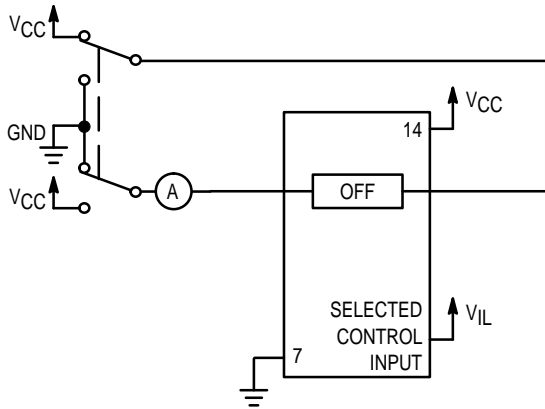 VCC
GND
VCC
A
OFF
14
VCC
SELECTED
CONTROL
INPUT
VIL
7